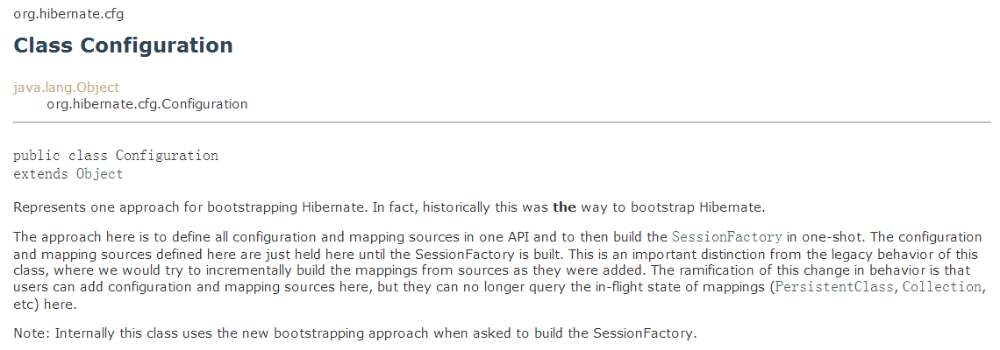 org.hibernate.cfg
Class Configuration
java.lang.Object
org.hibernate.cfg.Configuration
public class Configuration
extends Object
Represents one approach for bootstrapping Hibernate. In fact, historically this was the way to bootstrap Hibernate.
The approach here is to define all configuration and mapping sources in one API and to then build the SessionFactory in one-shot. The configuration
and mapping sources defined here are just held here until the SessionFactory is built. This is an important distinction from the legacy behavior of this
class, where we would try to incrementally build the mappings from sources as they were added. The ramification of this change in behavior is that
users can add configuration and mapping sources here, but they can no longer query the in-flight state of mappings (PersistentClass, Collection,
etc) here.
Note: Internally this class uses the new bootstrapping approach when asked to build the SessionFactory.